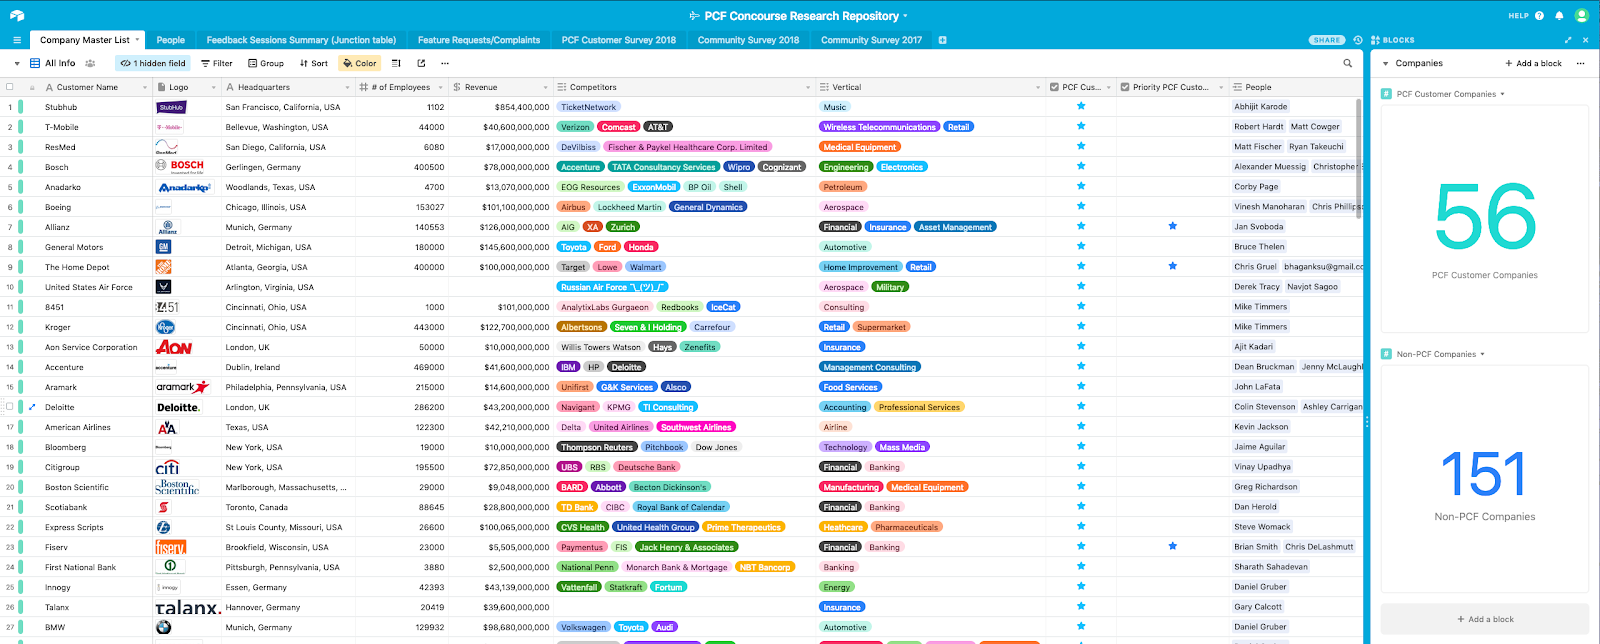 PCF Concourse Research Repository
HELP
Company Master List People Feedback Sessions Summary (Junction table) Feature Requests/Complaints PCF Customer Survey 2018 Community Survey 2018 Community Survey 2017 SHARE BLOCKS
All Info 1 hidden field Filter Group Sort Color Companies + Add a block
Customer Name Logo Headquarters # of Employees Revenue Competitors Vertical PCF Cus... Priority PCF Custo... People
1 Stubhub StubHub San Francisco, California, USA 1102 $854,400,000 TicketNetwork Music Abhijit Karode
2 T-Mobile T-Mobile Bellevue, Washington, USA 44000 $40,600,000,000 Verizon Comcast AT&T Wireless Telecommunications Retail Robert Hardt Matt Cowger
3 ResMed ResMed San Diego, California, USA 6080 $17,000,000,000 DeVilbiss Fischer & Paykel Healthcare Corp. Limited Medical Equipment Matt Fischer Ryan Takeuchi
4 Bosch BOSCH Gerlingen, Germany 400500 $78,000,000,000 Accenture TATA Consultancy Services Wipro Cognizant Engineering Electronics Alexander Muessig Christopher
5 Anadarko Anadarko Woodlands, Texas, USA 4700 $13,070,000,000 EOG Resources ExxonMobil BP Oil Shell Petroleum Corby Page
6 Boeing Chicago, Illinois, USA 153027 $101,100,000,000 Airbus Lockheed Martin General Dynamics Aerospace Vinesh Manoharan Chris Phillips
7 Allianz Allianz Munich, Germany 140553 $126,000,000,000 AIG XA Zurich Financial Insurance Asset Management Jan Svoboda
8 General Motors GM Detroit, Michigan, USA 180000 $145,600,000,000 Toyota Ford Honda Automotive Bruce Thelen
9 The Home Depot Atlanta, Georgia, USA 400000 $100,000,000,000 Target Lowe Walmart Home Improvement Retail Chris Gruel bhaganksu@gmail.cc
10 United States Air Force Arlington, Virginia, USA Russian Air Force ¯\_(ツ)_/¯ Aerospace Military Derek Tracy Navjot Sagoo
11 8451 84.51 Cincinnati, Ohio, USA 1000 $101,000,000 AnalytixLabs Gurgaeon Redbooks IceCat Consulting Mike Timmers
12 Kroger Kroger Cincinnati, Ohio, USA 443000 $122,700,000,000 Albertsons Seven & I Holding Carrefour Retail Supermarket Mike Timmers
13 Aon Service Corporation AON London, UK 50000 $10,000,000,000 Willis Towers Watson Hays Zenefits Insurance Ajit Kadari
14 Accenture accenture Dublin, Ireland 469000 $41,600,000,000 IBM HP Deloitte Management Consulting Dean Bruckman Jenny McLaugh
15 Aramark aramark Philadelphia, Pennsylvania, USA 215000 $14,600,000,000 Unifirst G&K Services Alsco Food Services John LaFata
Deloitte Deloitte. London, UK 286200 $43,200,000,000 Navigant KPMG TI Consulting Accounting Professional Services Colin Stevenson Ashley Carrigan
17 American Airlines AA Texas, USA 122300 $42,210,000,000 Delta United Airlines Southwest Airlines Airline Kevin Jackson
18 Bloomberg Bloomberg New York, USA 19000 $10,000,000,000 Thompson Reuters Pitchbook Dow Jones Technology Mass Media Jaime Aguilar
19 Citigroup citi New York, USA 195500 $72,850,000,000 UBS RBS Deutsche Bank Financial Banking Vinay Upadhya
20 Boston Scientific Boston Scientific Marlborough, Massachusetts, ... 29000 $9,048,000,000 BARD Abbott Becton Dickinson's Manufacturing Medical Equipment Greg Richardson
21 Scotiabank Toronto, Canada 88645 $28,800,000,000 TD Bank CIBC Royal Bank of Calendar Financial Banking Dan Herold
22 Express Scripts St Louis County, Missouri, USA 26600 $100,065,000,000 CVS Health United Health Group Prime Therapeutics Heathcare Pharmaceuticals Steve Womack
23 Fiserv fiserv. Brookfield, Wisconsin, USA 23000 $5,505,000,000 Paymentus FIS Jack Henry & Associates Financial Banking Brian Smith Chris DeLashmutt
24 First National Bank Pittsburgh, Pennsylvania, USA 3880 $2,500,000,000 National Penn Monarch Bank & Mortgage NBT Bancorp Banking Sharath Sahadevan
25 Innogy innogy Essen, Germany 42393 $43,139,000,000 Vattenfall Statkraft Fortum Energy Daniel Gruber
26 Talanx talanx. Hannover, Germany 20419 $39,600,000,000 Insurance Gary Calcott
27 BMW Munich, Germany 129932 $98,680,000,000 Volkswagen Toyota Audi Automotive Daniel Gruber
PCF Customer Companies
56
PCF Customer Companies
Non-PCF Companies
151
Non-PCF Companies
+ Add a block